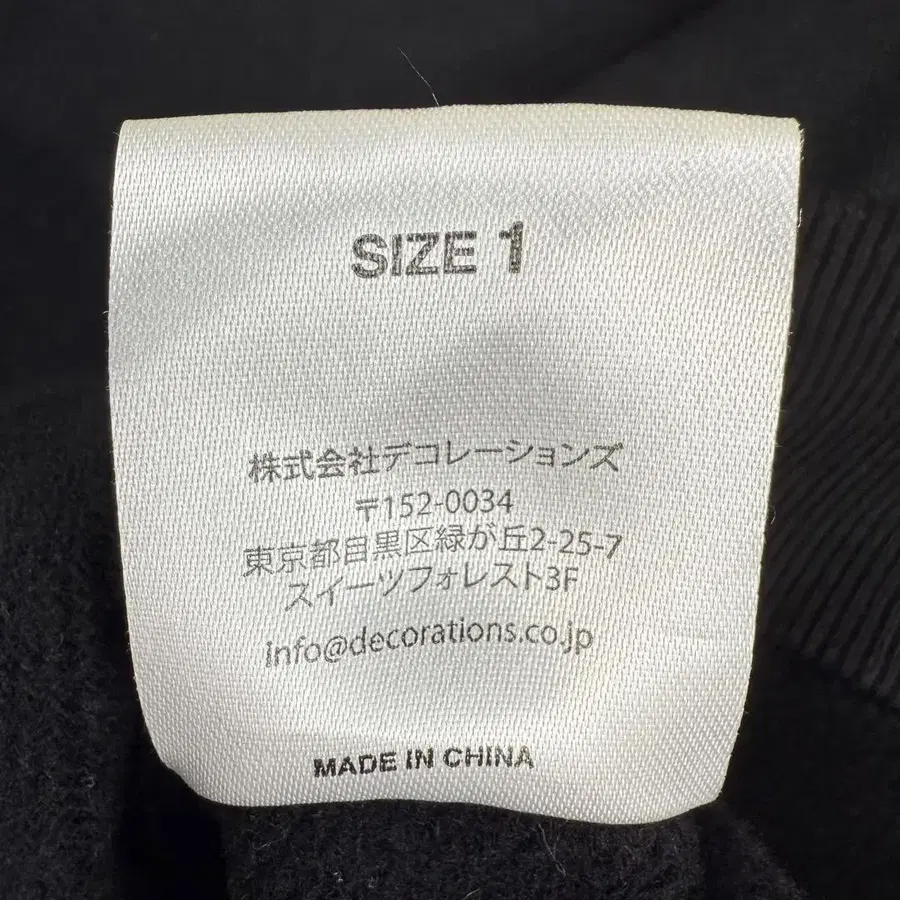 SIZE 1
株式会社デコレーションズ
〒152-0034
東京都目黒区緑が丘2-25-7
スイーツフォレスト3F
info@decorations.co.jp
MADE IN CHINA